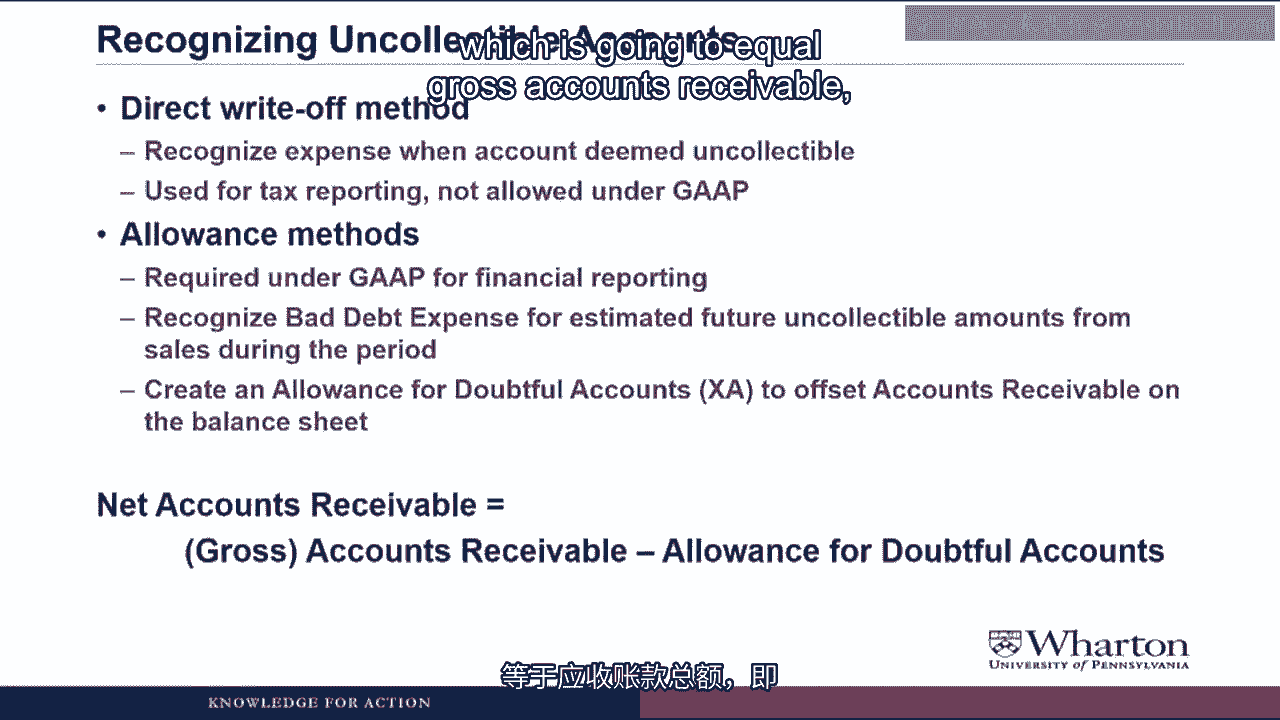 Recognizing Uncollectible Accounts
which is going to equal
gross accounts receivable,
• Direct write-off method
– Recognize expense when account deemed uncollectible
– Used for tax reporting, not allowed under GAAP
• Allowance methods
– Required under GAAP for financial reporting
– Recognize Bad Debt Expense for estimated future uncollectible amounts from
sales during the period
– Create an Allowance for Doubtful Accounts (XA) to offset Accounts Receivable on
the balance sheet
Net Accounts Receivable =
(Gross) Accounts Receivable – Allowance for Doubtful Accounts
Wharton
UNIVERSITY of PENNSYLVANIA
等于应收账款总额，即
KNOWLEDGE FOR ACTION